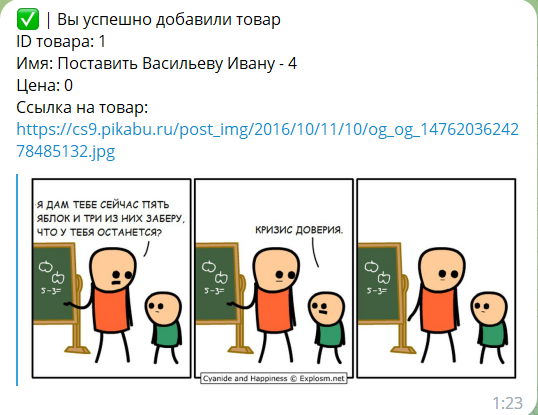 ✅ | Вы успешно добавили товар
ID товара: 1
Имя: Поставить Васильеву Ивану - 4
Цена: 0
Ссылка на товар:
https://cs9.pikabu.ru/post_img/2016/10/11/10/og_og_14762036242
78485132.jpg
Я ДАМ ТЕБЕ СЕЙЧАС ПЯТЬ
ЯБЛОК И ТРИ ИЗ НИХ ЗАБЕРУ,
ЧТО У ТЕБЯ ОСТАНЕТСЯ?
5-3=
КРИЗИС ДОВЕРИЯ.
5-3=
5-3=
Cyanide and Happiness © Explosm.net
1:23